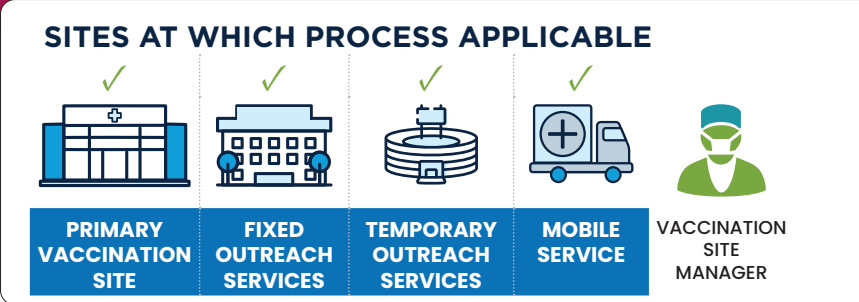 SITES AT WHICH PROCESS APPLICABLE
PRIMARY
VACCINATION
SITE
FIXED
OUTREACH
SERVICES
TEMPORARY
OUTREACH
SERVICES
MOBILE
SERVICE
VACCINATION
SITE
MANAGER